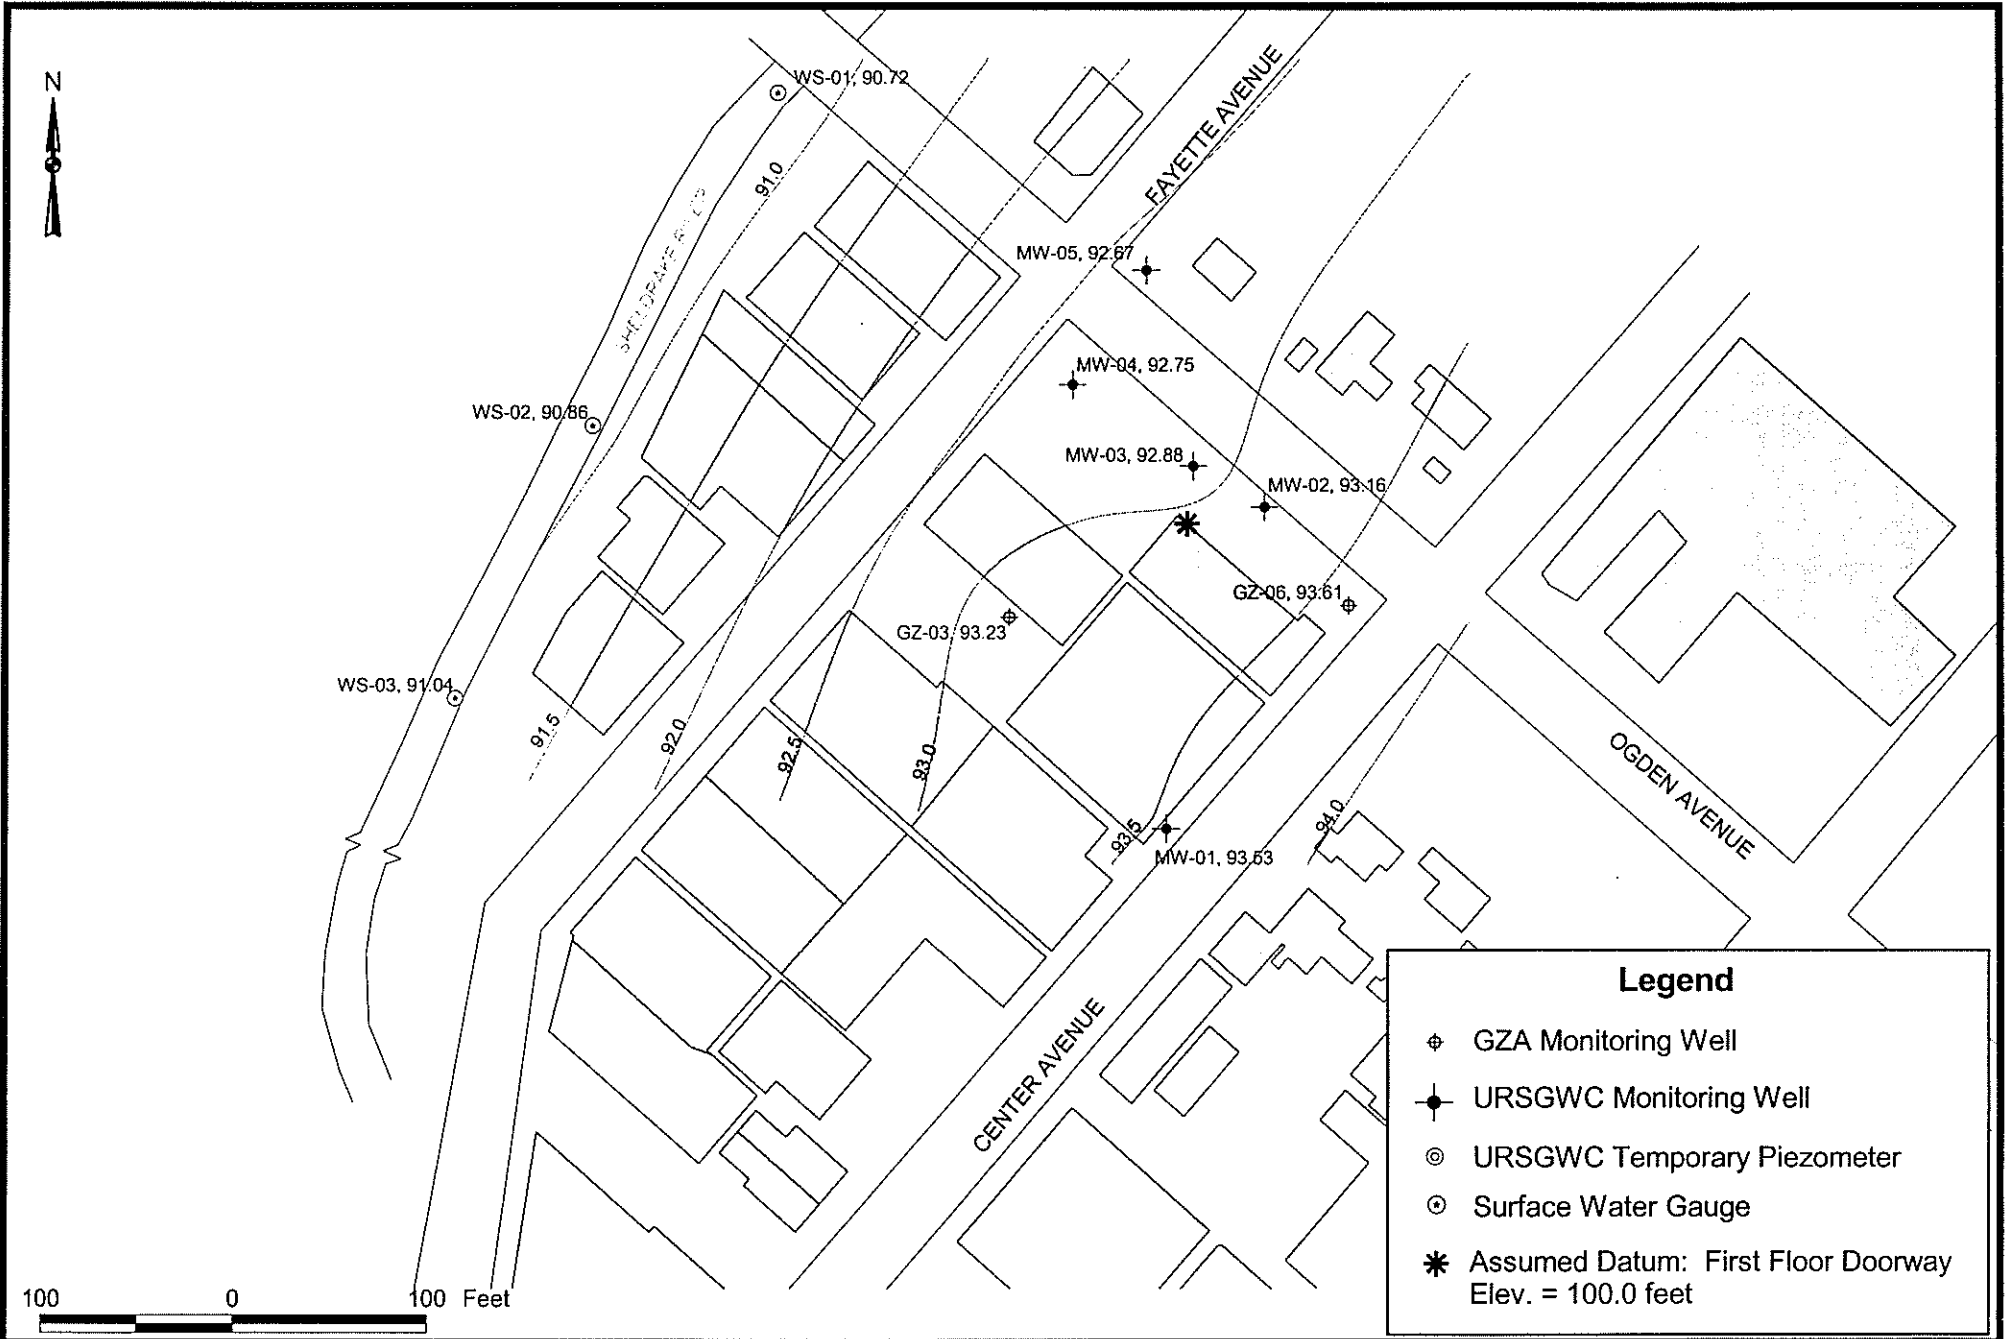 N
WS-01, 90.72
FAYETTE AVENUE
91.0
SHELDRAKE RIVER
MW-05, 92.67
MW-04, 92.75
WS-02, 90.86
MW-03, 92.88
MW-02, 93.16
GZ-06, 93.61
GZ-03, 93.23
WS-03, 91.04
91.5
92.0
92.5
93.0
93.5
94.0
OGDEN AVENUE
MW-01, 93.53
CENTER AVENUE
Legend
GZA Monitoring Well
URSGWC Monitoring Well
URSGWC Temporary Piezometer
Surface Water Gauge
Assumed Datum: First Floor Doorway
Elev. = 100.0 feet
100 0 100 Feet